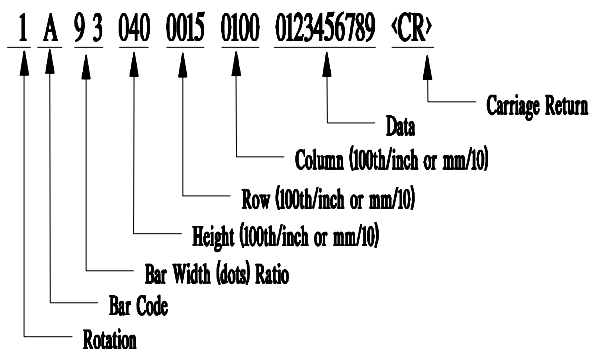 1 A 9 3 040 0015 0100 0123456789 <CR>
Carriage Return
Data
Column (100th/inch or mm/10)
Row (100th/inch or mm/10)
Height (100th/inch or mm/10)
Bar Width (dots) Ratio
Bar Code
Rotation